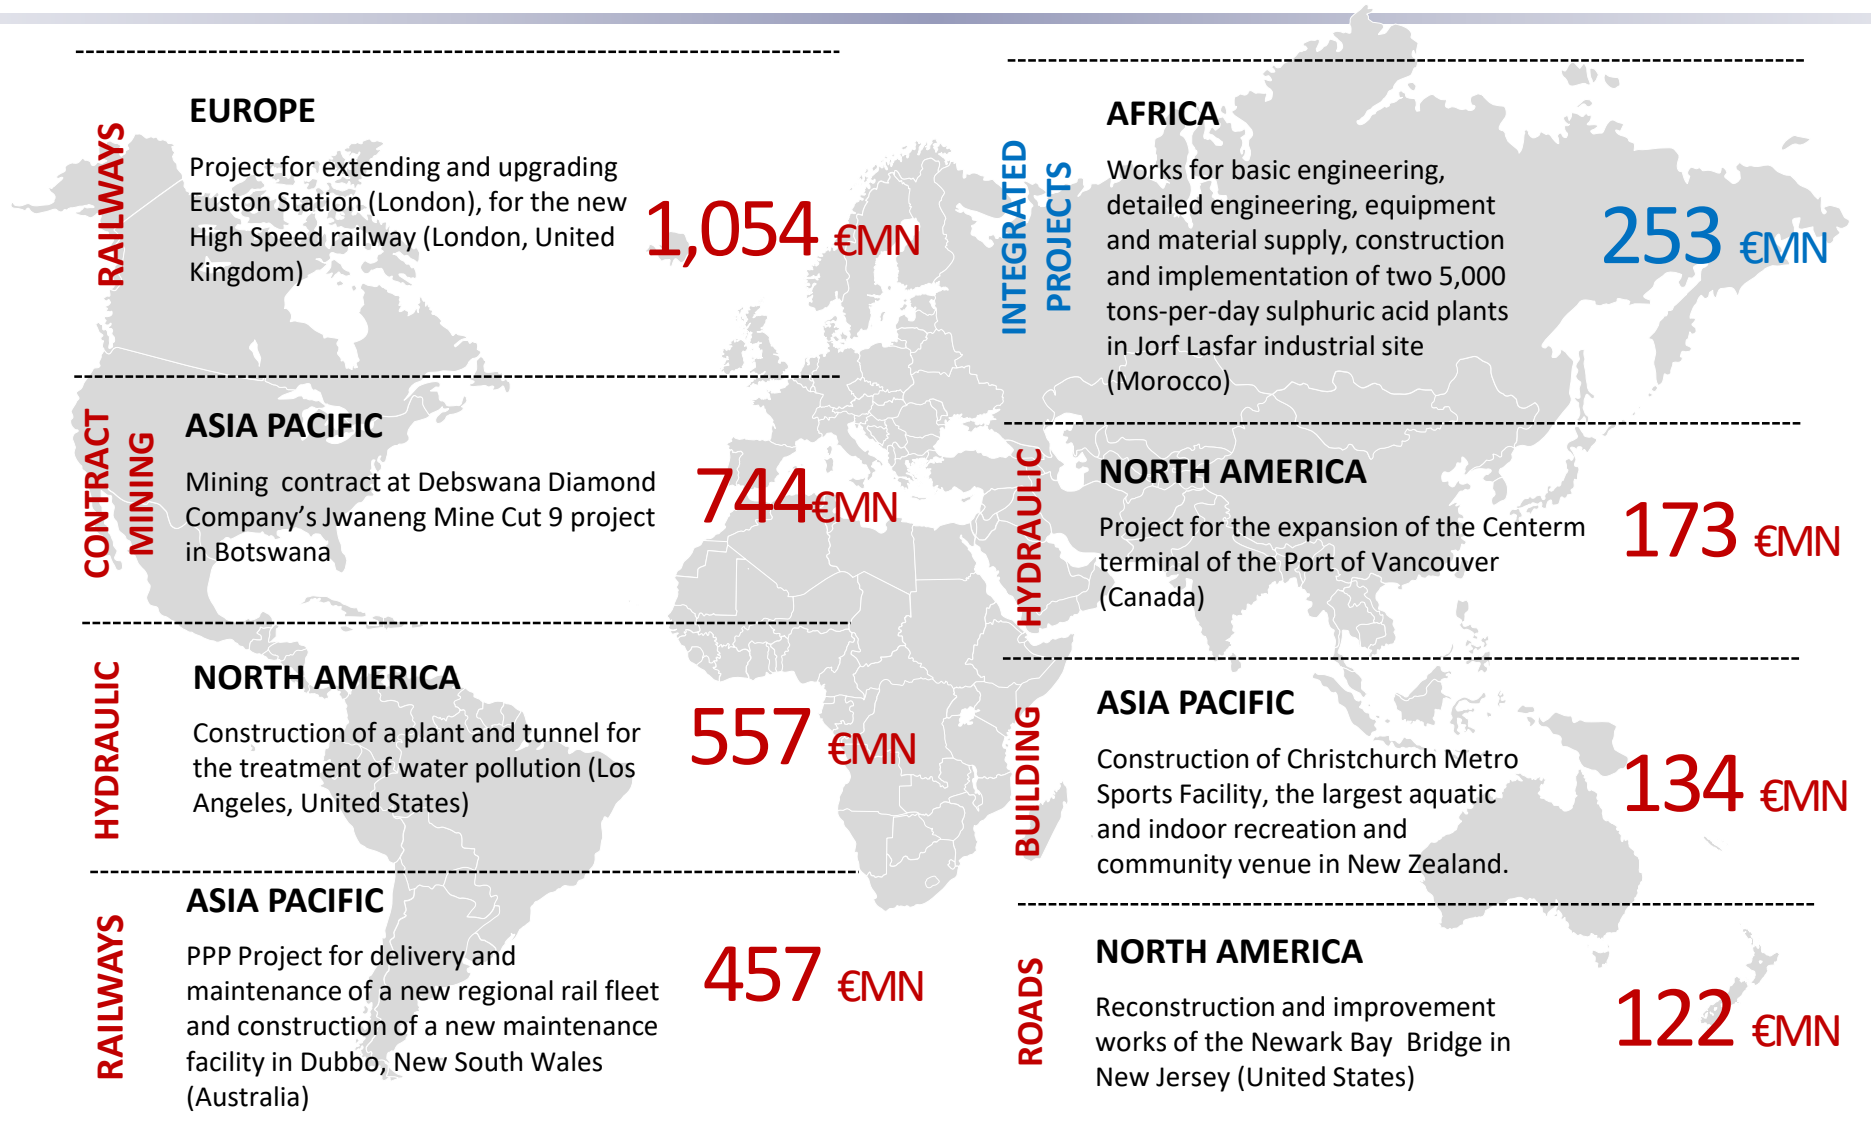 RAILWAYS
EUROPE
Project for extending and upgrading
Euston Station (London), for the new
High Speed railway (London, United
Kingdom)
1,054 €MN
CONTRACT
MINING
ASIA PACIFIC
Mining contract at Debswana Diamond
Company's Jwaneng Mine Cut 9 project
in Botswana
744€MN
HYDRAULIC
NORTH AMERICA
Construction of a plant and tunnel for
the treatment of water pollution (Los
Angeles, United States)
557 €MN
RAILWAYS
ASIA PACIFIC
PPP Project for delivery and
maintenance of a new regional rail fleet
and construction of a new maintenance
facility in Dubbo, New South Wales
(Australia)
457 €MN
INTEGRATED
PROJECTS
AFRICA
Works for basic engineering,
detailed engineering, equipment
and material supply, construction
and implementation of two 5,000
tons-per-day sulphuric acid plants
in Jorf Lasfar industrial site
(Morocco)
253 €MN
HYDRAULIC
NORTH AMERICA
Project for the expansion of the Centerm
terminal of the Port of Vancouver
(Canada)
173 €MN
BUILDING
ASIA PACIFIC
Construction of Christchurch Metro
Sports Facility, the largest aquatic
and indoor recreation and
community venue in New Zealand.
134 €MN
ROADS
NORTH AMERICA
Reconstruction and improvement
works of the Newark Bay Bridge in
New Jersey (United States)
122 €MN